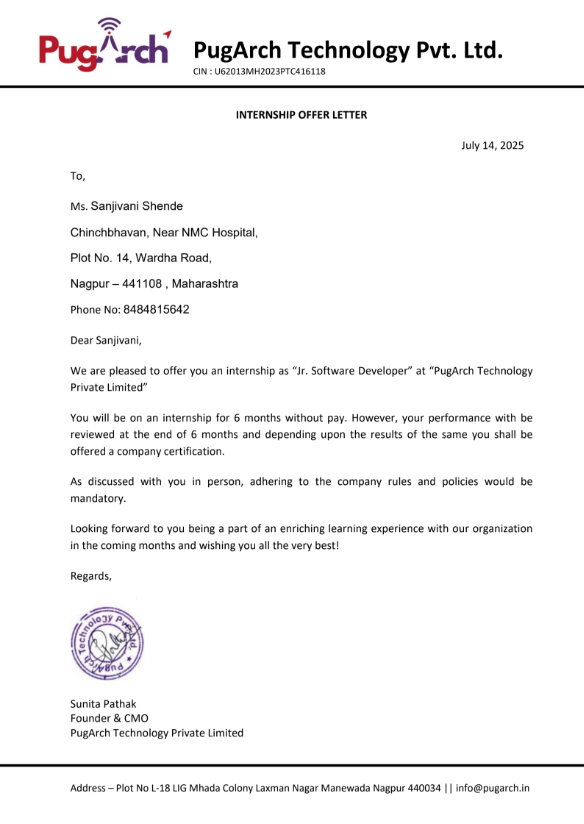 PugArch
PugArch Technology Pvt. Ltd.
CIN : U62013MH2023PTC416118
INTERNSHIP OFFER LETTER
July 14, 2025
To,
Ms. Sanjivani Shende
Chinchbhavan, Near NMC Hospital,
Plot No. 14, Wardha Road,
Nagpur – 441108 , Maharashtra
Phone No: 8484815642
Dear Sanjivani,
We are pleased to offer you an internship as “Jr. Software Developer” at “PugArch Technology
Private Limited”
You will be on an internship for 6 months without pay. However, your performance with be
reviewed at the end of 6 months and depending upon the results of the same you shall be
offered a company certification.
As discussed with you in person, adhering to the company rules and policies would be
mandatory.
Looking forward to you being a part of an enriching learning experience with our organization
in the coming months and wishing you all the very best!
Regards,
Sunita Pathak
Founder & CMO
PugArch Technology Private Limited
Address – Plot No L-18 LIG Mhada Colony Laxman Nagar Manewada Nagpur 440034 || info@pugarch.in